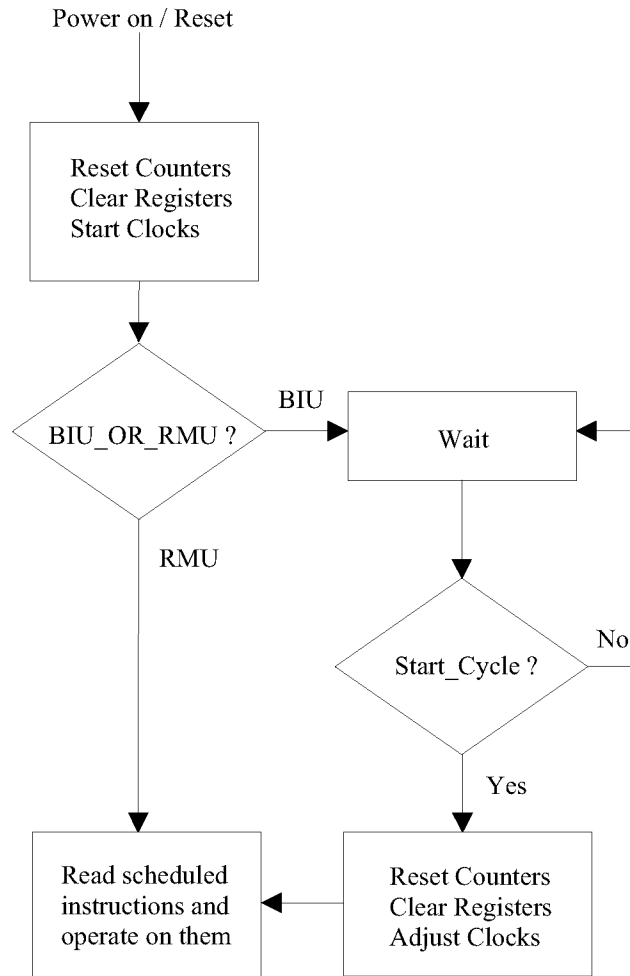 Power on / Reset
Reset Counters
Clear Registers
Start Clocks
BIU_OR_RMU ?
BIU
Wait
RMU
Start_Cycle ?
No
Yes
Read scheduled
instructions and
operate on them
Reset Counters
Clear Registers
Adjust Clocks